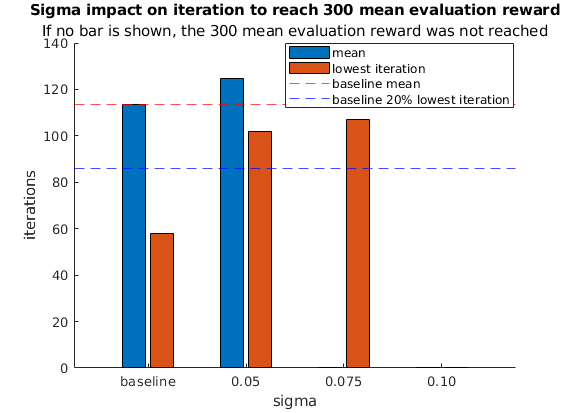 Sigma impact on iteration to reach 300 mean evaluation reward
If no bar is shown, the 300 mean evaluation reward was not reached
140
120
100
80
60
40
20
0
iterations
mean
lowest iteration
baseline mean
baseline 20% lowest iteration
baseline 0.05 0.075 0.10
sigma